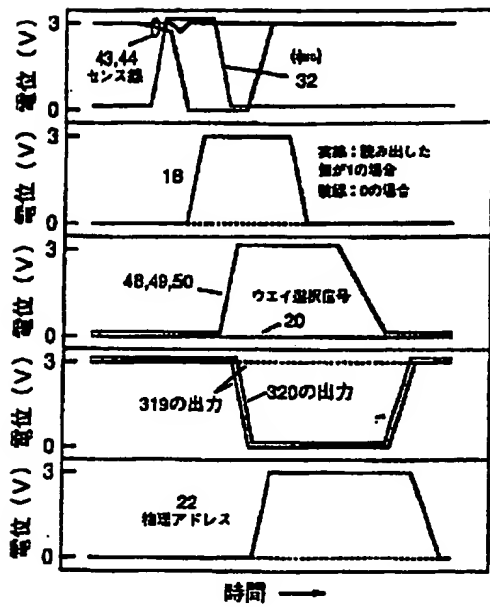 電位 (V)
3
0
43,44
センス線
32
電位 (V)
3
0
18
実線：読み出した
値が1の場合
破線：0の場合
電位 (V)
3
0
48,49,50
ウエイ選択信号
20
電位 (V)
3
0
319の出力
320の出力
電位 (V)
3
0
22
物理アドレス
時間